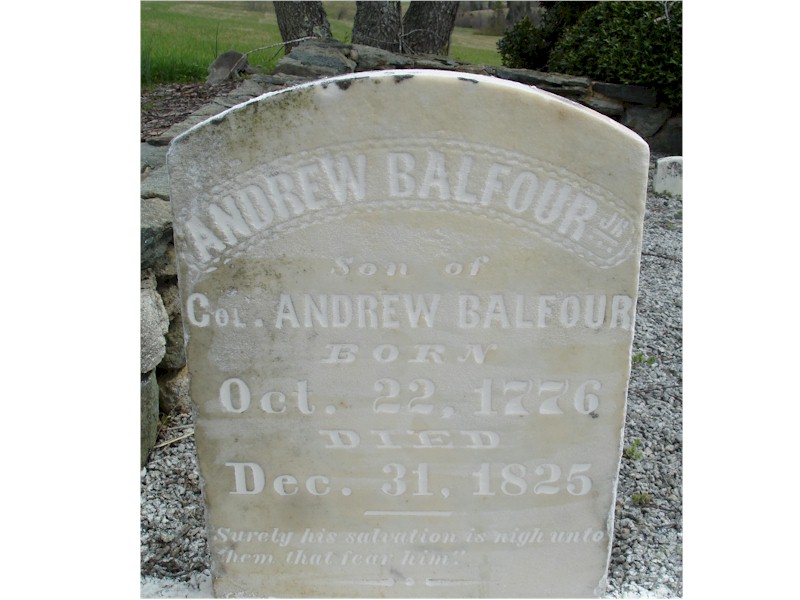 ANDREW BALFOUR JR.
Son of
COL. ANDREW BALFOUR
BORN
Oct. 22, 1776
DIED
Dec. 31, 1825
Surely his salvation is nigh unto
them that fear him."